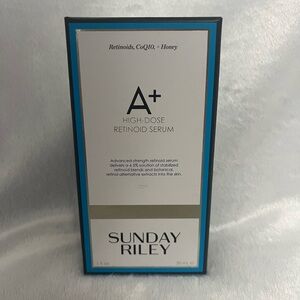 Retinoids, CoQ10, + Honey
A+
HIGH-DOSE
RETINOID SERUM
Advanced strength retinoid serum
delivers a 6.5% solution of stabilized
retinoid blends and botanical,
retinol-alternative extracts into the skin.
SUNDAY
RILEY